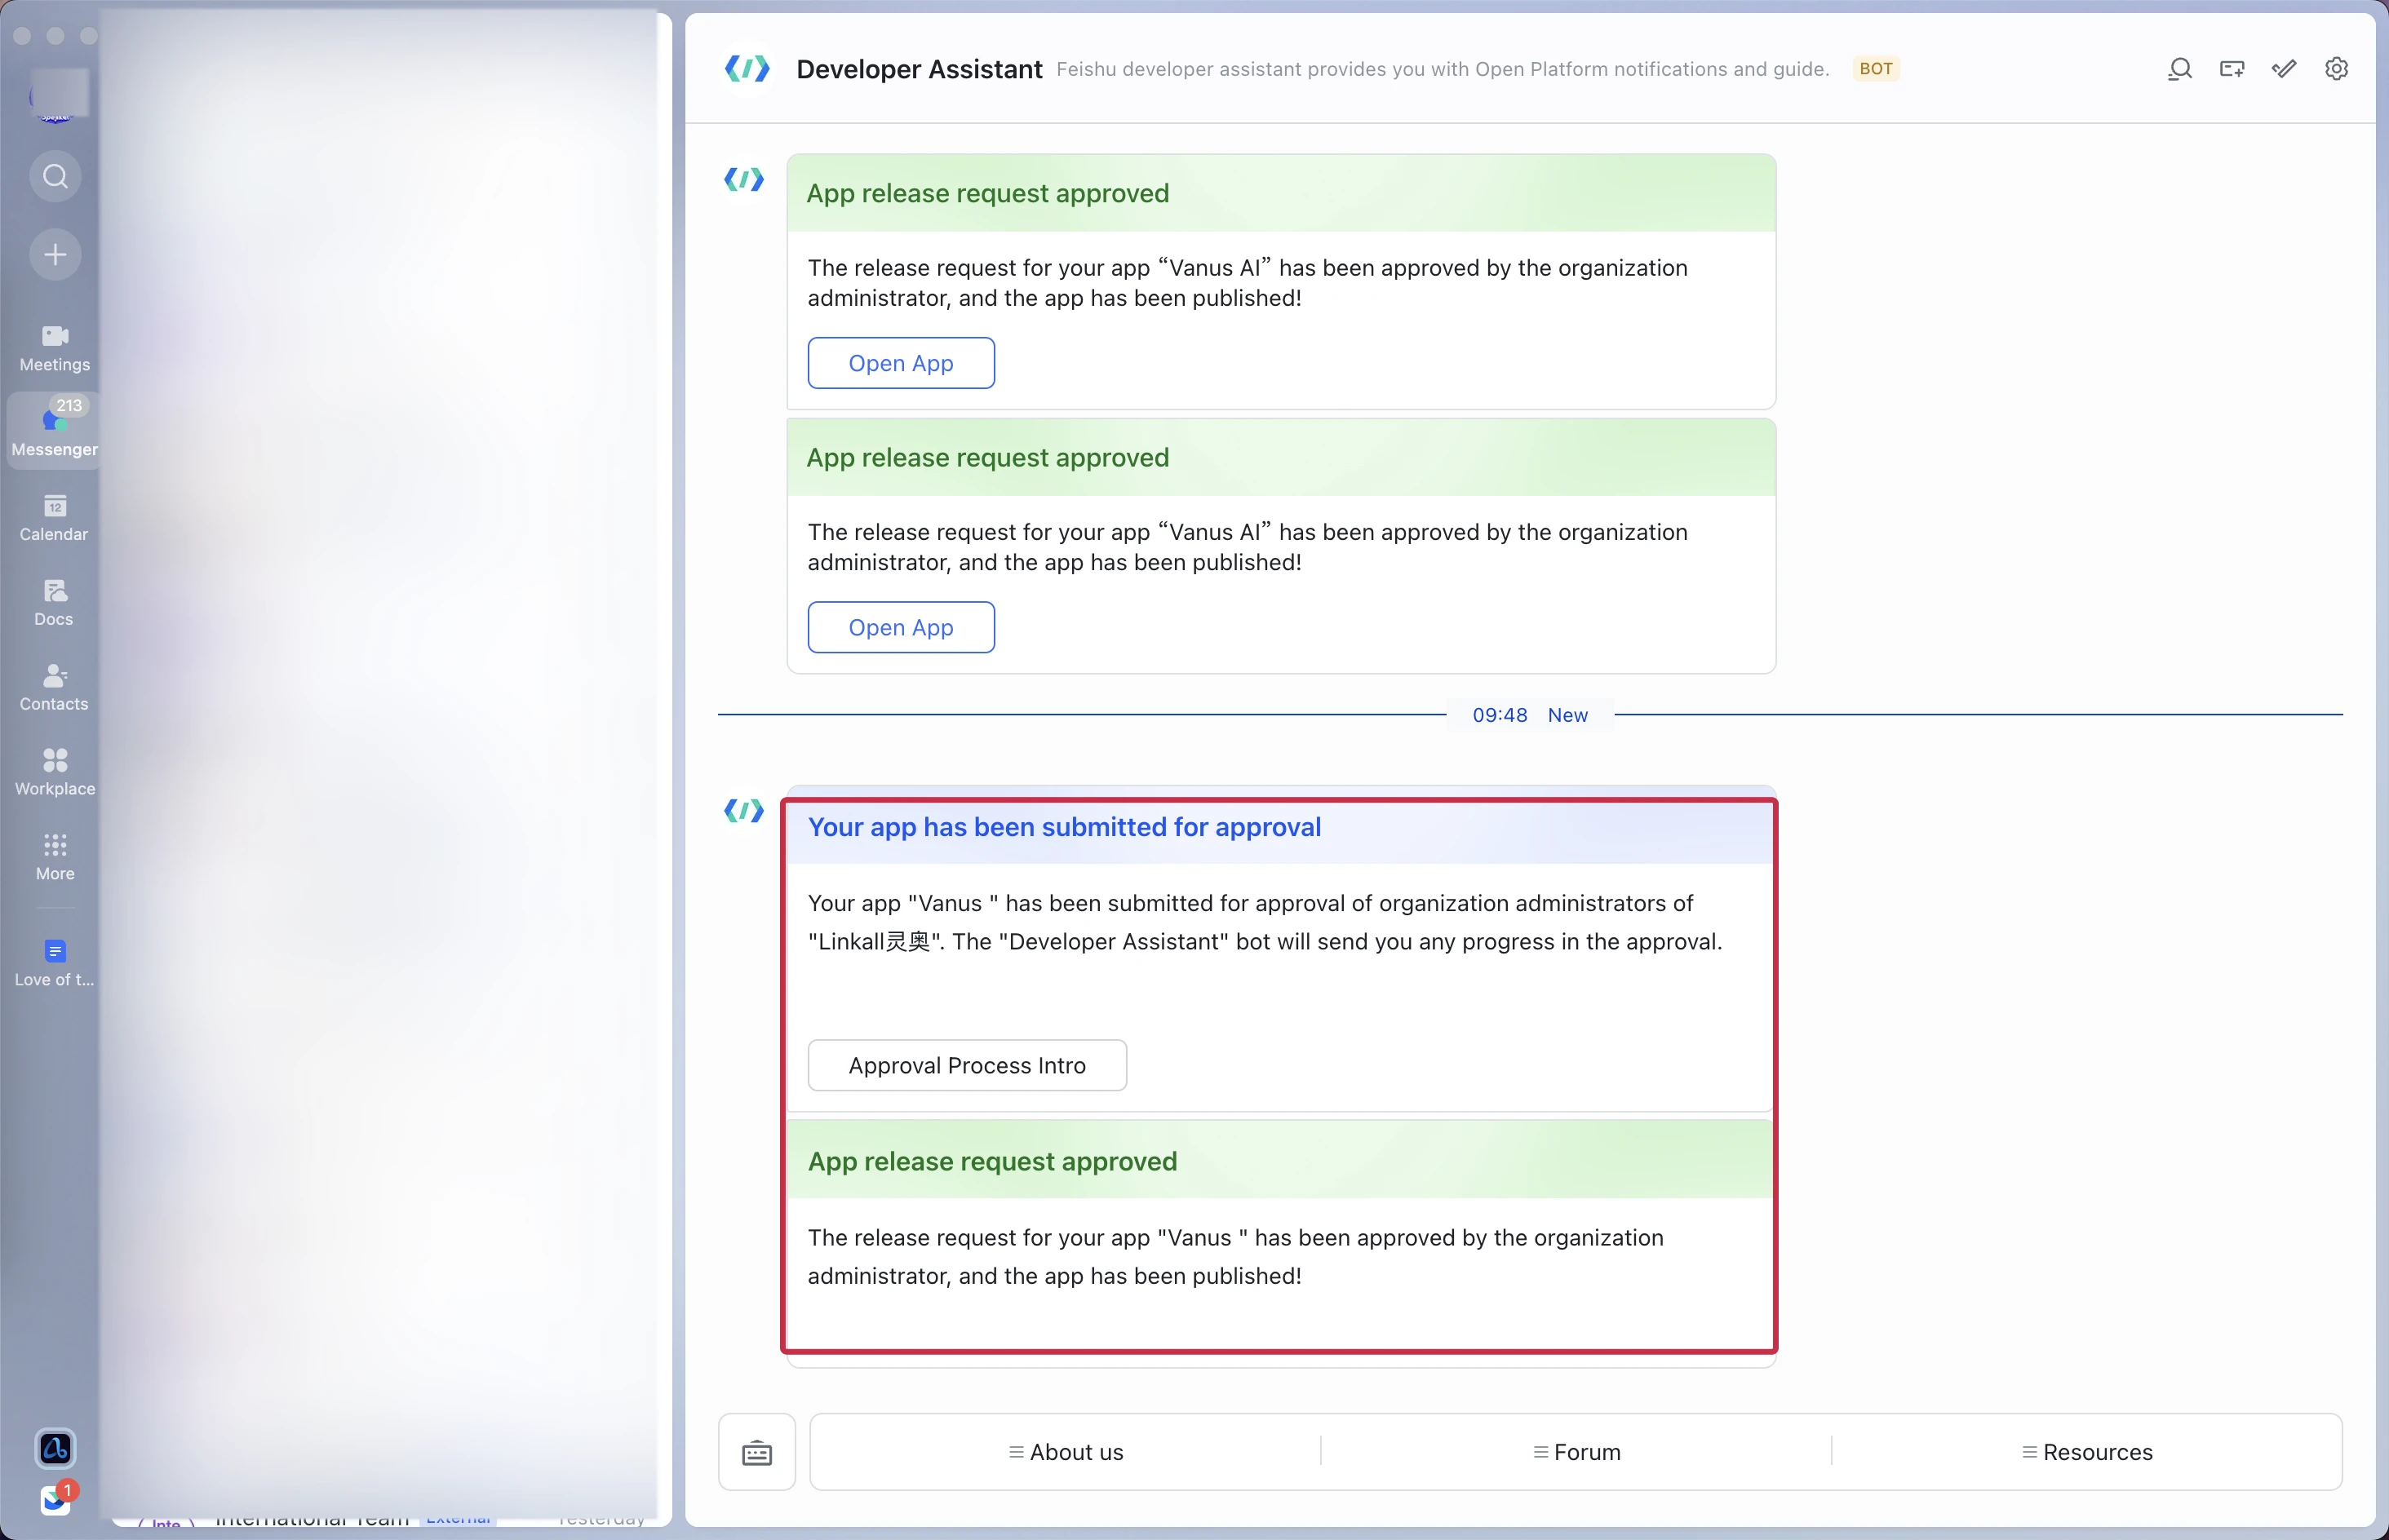 Speaker
Meetings
213
Messenger
12
Calendar
Docs
Contacts
Workplace
More
Love of t...
1
Inte
International Team External Yesterday
Developer Assistant Feishu developer assistant provides you with Open Platform notifications and guide. BOT
App release request approved
The release request for your app “Vanus AI” has been approved by the organization
administrator, and the app has been published!
Open App
App release request approved
The release request for your app “Vanus AI” has been approved by the organization
administrator, and the app has been published!
Open App
09:48 New
Your app has been submitted for approval
Your app "Vanus " has been submitted for approval of organization administrators of
"Linkall灵奥". The "Developer Assistant" bot will send you any progress in the approval.
Approval Process Intro
App release request approved
The release request for your app "Vanus " has been approved by the organization
administrator, and the app has been published!
About us
Forum
Resources